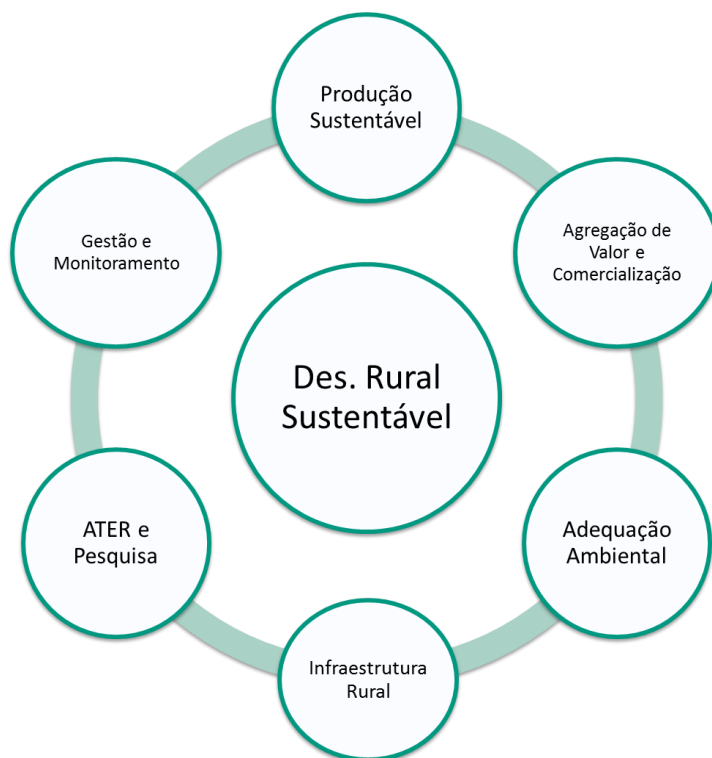 Produção
Sustentável
Agregação de
Valor e
Comercialização
Adequação
Ambiental
Infraestrutura
Rural
ATER e
Pesquisa
Gestão e
Monitoramento
Des. Rural
Sustentável